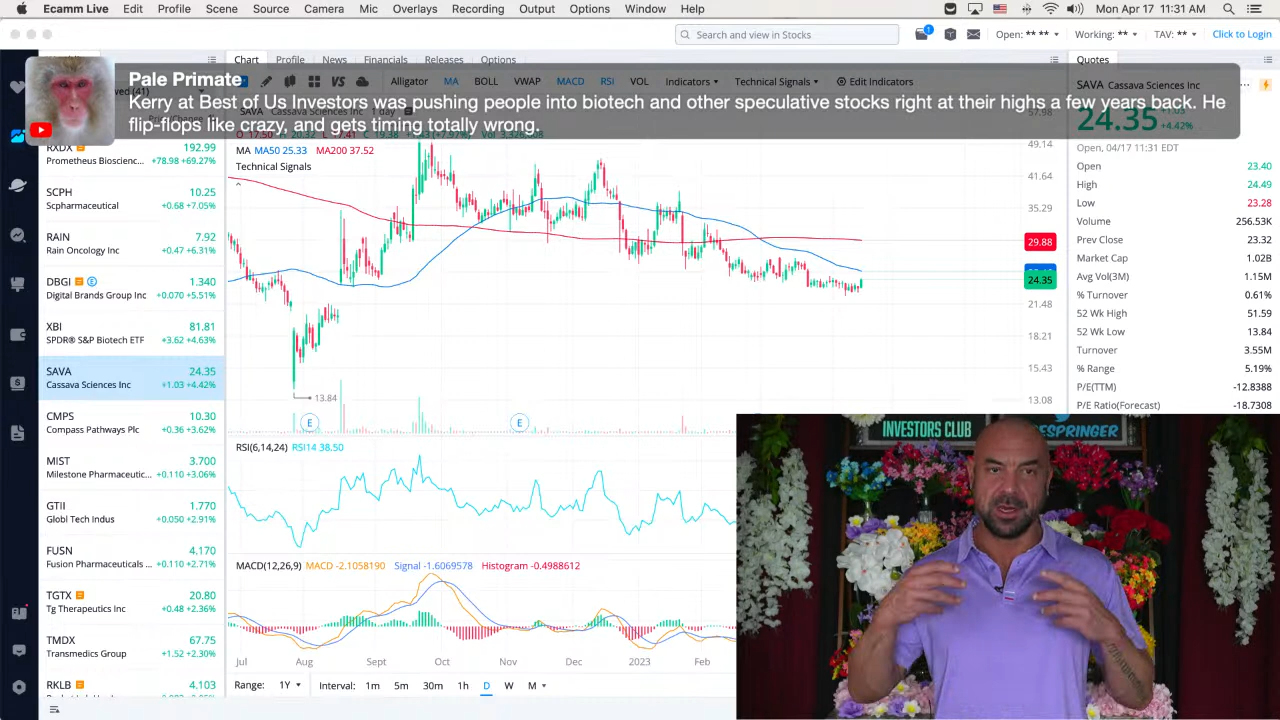 Ecamm Live Edit Profile Scene Source Camera Mic Overlays Recording Output Options Window Help Mon Apr 17 11:31 AM
Search and view in Stocks 1 Open: ** ** Working: ** TAV: ** Click to Login
Chart Profile News Financials Releases Options Quotes
Alligator MA BOLL VWAP MACD RSI VOL Indicators Technical Signals Edit Indicators
VS
Pale Primate
Kerry at Best of Us Investors was pushing people into biotech and other speculative stocks right at their highs a few years back. He
flip-flops like crazy, and gets timing totally wrong.
SAVA Cassava Sciences Inc
24.35 +1.03 +4.42%
Open, 04/17 11:31 EDT
MA MA50 25.33 MA200 37.52
Technical Signals
57.98
49.14
41.64
35.29
29.88
24.35
21.48
18.21
15.43
13.08
13.84
E E
RXDX 192.99
Prometheus Bioscienc... +78.98 +69.27%
SCPH 10.25
Scpharmaceutical +0.68 +7.05%
RAIN 7.92
Rain Oncology Inc +0.47 +6.31%
DBGI E 1.340
Digital Brands Group Inc +0.070 +5.51%
XBI 81.81
SPDR® S&P Biotech ETF +3.62 +4.63%
SAVA 24.35
Cassava Sciences Inc +1.03 +4.42%
CMPS 10.30
Compass Pathways Plc +0.36 +3.62%
MIST 3.700
Milestone Pharmaceutic... +0.110 +3.06%
GTII 1.770
Globl Tech Indus +0.050 +2.91%
FUSN 4.170
Fusion Pharmaceuticals ... +0.110 +2.71%
TGTX 20.80
Tg Therapeutics Inc +0.48 +2.36%
TMDX 67.75
Transmedics Group +1.52 +2.30%
RKLB 4.103
Open 23.40
High 24.49
Low 23.28
Volume 256.53K
Prev Close 23.32
Market Cap 1.02B
Avg Vol(3M) 1.15M
% Turnover 0.61%
52 Wk High 51.59
52 Wk Low 13.84
Turnover 3.55M
% Range 5.19%
P/E(TTM) -12.8388
P/E Ratio(Forecast) -18.7308
RSI(6,14,24) RSI14 38.50
MACD(12,26,9) MACD -2.1058190 Signal -1.6069578 Histogram -0.4988612
Jul Aug Sept Oct Nov Dec 2023 Feb
Range: 1Y Interval: 1m 5m 30m 1h D W M
INVESTORS CLUB
ESPRINGER